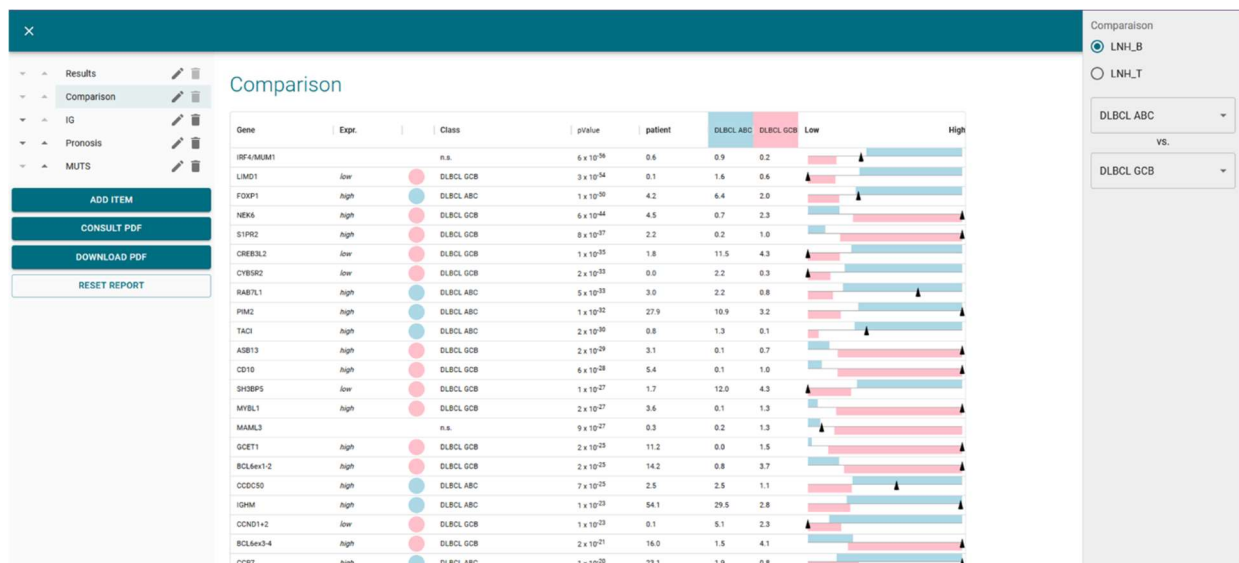 ×
Results
Comparison
IG
Pronosis
MUTS
ADD ITEM
CONSULT PDF
DOWNLOAD PDF
RESET REPORT
Comparison
Gene Expr. Class pValue patient DLBCL ABC DLBCL GCB Low High
IRF4/MUM1 n.s. 6 x 10-56 0.6 0.9 0.2
LIMD1 low DLBCL GCB 3 x 10-54 0.1 1.6 0.6
FOXP1 high DLBCL ABC 1 x 10-50 4.2 6.4 2.0
NEK6 high DLBCL GCB 6 x 10-44 4.5 0.7 2.3
S1PR2 high DLBCL GCB 8 x 10-37 2.2 0.2 1.0
CREB3L2 low DLBCL GCB 1 x 10-35 1.8 11.5 4.3
CYB5R2 low DLBCL GCB 2 x 10-33 0.0 2.2 0.3
RAB7L1 high DLBCL ABC 5 x 10-33 3.0 2.2 0.8
PIM2 high DLBCL ABC 1 x 10-32 27.9 10.9 3.2
TACI high DLBCL ABC 2 x 10-30 0.8 1.3 0.1
ASB13 high DLBCL GCB 2 x 10-29 3.1 0.1 0.7
CD10 high DLBCL GCB 6 x 10-28 5.4 0.1 1.0
SH3BP5 low DLBCL GCB 1 x 10-27 1.7 12.0 4.3
MYBL1 high DLBCL GCB 2 x 10-27 3.6 0.1 1.3
MAML3 n.s. 9 x 10-27 0.3 0.2 1.3
GCET1 high DLBCL GCB 2 x 10-25 11.2 0.0 1.5
BCL6ex1-2 high DLBCL GCB 2 x 10-25 14.2 0.8 3.7
CCDC50 high DLBCL ABC 7 x 10-25 2.5 2.5 1.1
IGHM high DLBCL ABC 1 x 10-23 54.1 29.5 2.8
CCND1+2 low DLBCL GCB 1 x 10-23 0.1 5.1 2.3
BCL6ex3-4 high DLBCL GCB 2 x 10-21 16.0 1.5 4.1
Comparaison
LNH_B
LNH_T
DLBCL ABC
vs.
DLBCL GCB